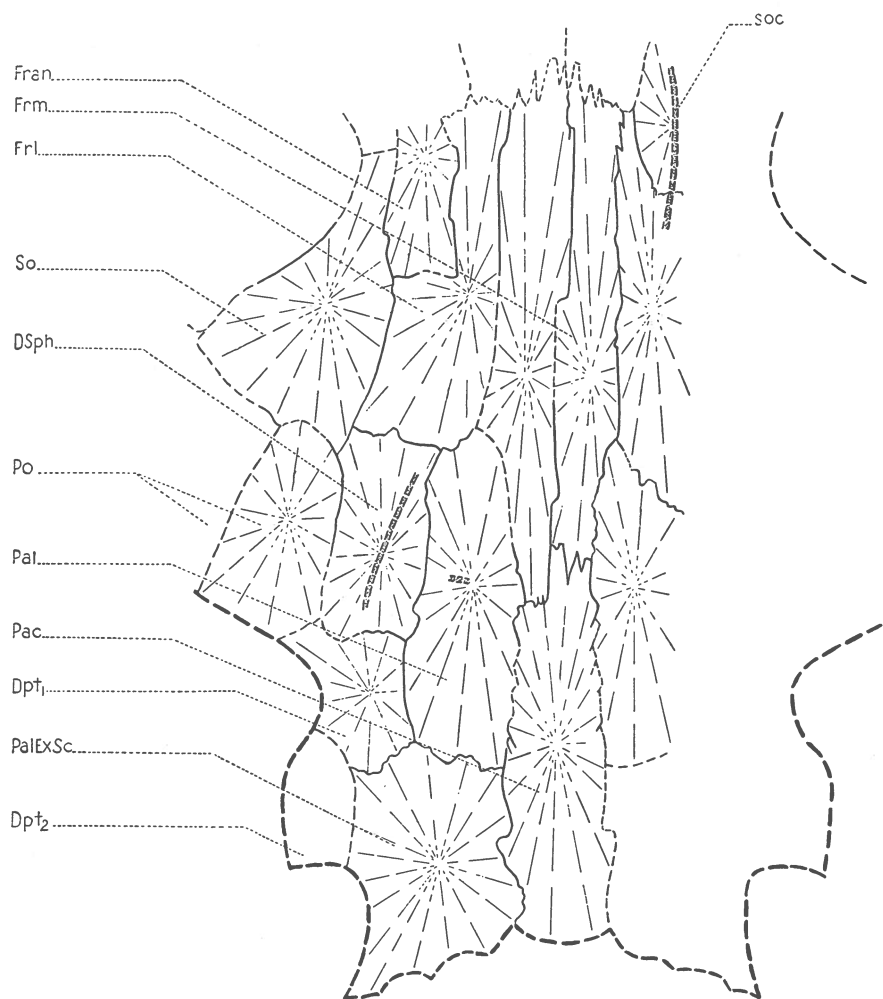 soc
Fran
Frm
Frl
So
DSph
Po
Pal
Pac
Dpt1
PalExSc
Dpt2